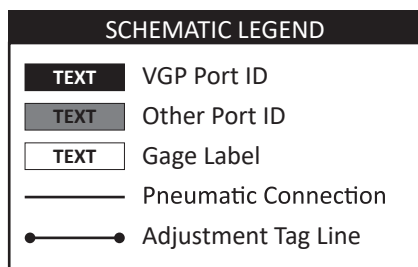 SCHEMATIC LEGEND
TEXT VGP Port ID
TEXT Other Port ID
TEXT Gage Label
Pneumatic Connection
Adjustment Tag Line